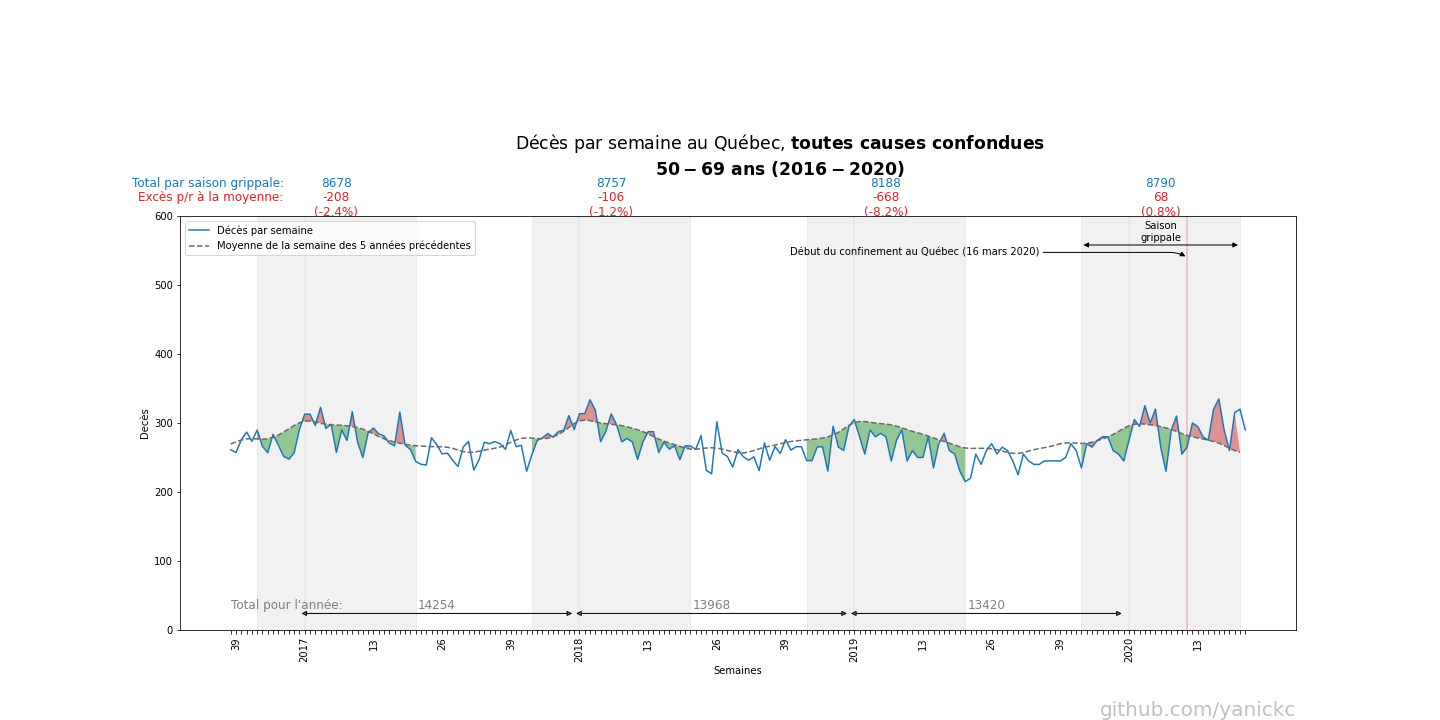 Décès par semaine au Québec, toutes causes confondues
50 – 69 ans (2016 – 2020)
Total par saison grippale: 8678 8757 8188 8790
Excès p/r à la moyenne: -208 -106 -668 68
(-2.4%) (-1.2%) (-8.2%) (0.8%)
Décès par semaine
Moyenne de la semaine des 5 années précédentes
Saison
grippale
Début du confinement au Québec (16 mars 2020)
600
500
400
300
200
100
0
Décès
Total pour l'année: 14254 13968 13420
39 2017 13 26 39 2018 13 26 39 2019 13 26 39 2020 13
Semaines
github.com/yanickc